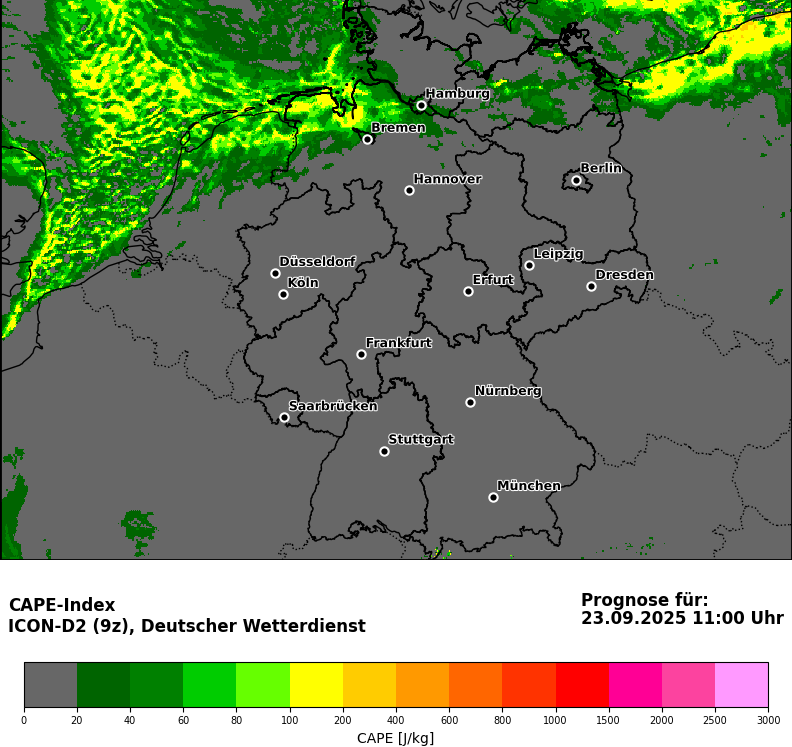 Hamburg
Bremen
Berlin
Hannover
Leipzig
Düsseldorf
Dresden
Köln
Erfurt
Frankfurt
Nürnberg
Saarbrücken
Stuttgart
München
CAPE-Index
ICON-D2 (9z), Deutscher Wetterdienst
Prognose für:
23.09.2025 11:00 Uhr
0 20 40 60 80 100 200 400 600 800 1000 1500 2000 2500 3000
CAPE [J/kg]